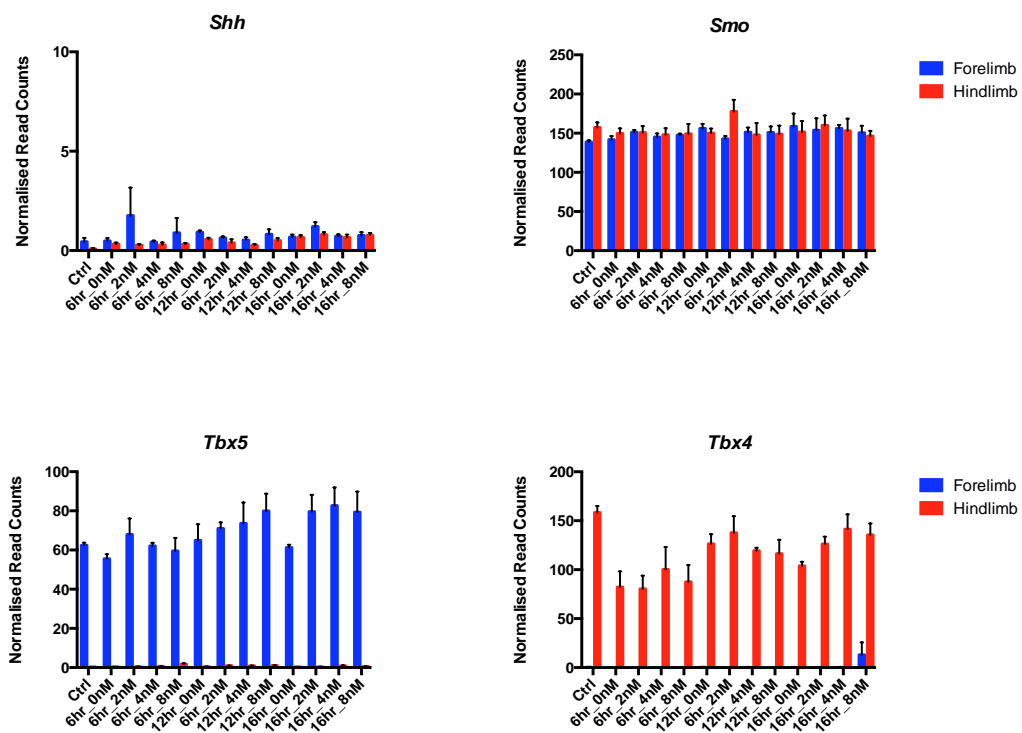 Shh
Normalised Read Counts
10
5
0
Ctrl
6hr_0nM
6hr_2nM
6hr_4nM
6hr_8nM
12hr_0nM
6hr_2nM
12hr_4nM
12hr_8nM
16hr_0nM
16hr_2nM
16hr_4nM
16hr_8nM
Smo
Normalised Read Counts
250
200
150
100
50
0
Ctrl
6hr_0nM
6hr_2nM
6hr_4nM
6hr_8nM
12hr_0nM
6hr_2nM
12hr_4nM
12hr_8nM
16hr_0nM
16hr_2nM
16hr_4nM
16hr_8nM
Forelimb
Hindlimb
Tbx5
Normalised Read Counts
100
80
60
40
20
0
Ctrl
6hr_0nM
6hr_2nM
6hr_4nM
6hr_8nM
12hr_0nM
6hr_2nM
12hr_4nM
12hr_8nM
16hr_0nM
16hr_2nM
16hr_4nM
16hr_8nM
Tbx4
Normalised Read Counts
200
150
100
50
0
Ctrl
6hr_0nM
6hr_2nM
6hr_4nM
6hr_8nM
12hr_0nM
6hr_2nM
12hr_4nM
12hr_8nM
16hr_0nM
16hr_2nM
16hr_4nM
16hr_8nM
Forelimb
Hindlimb